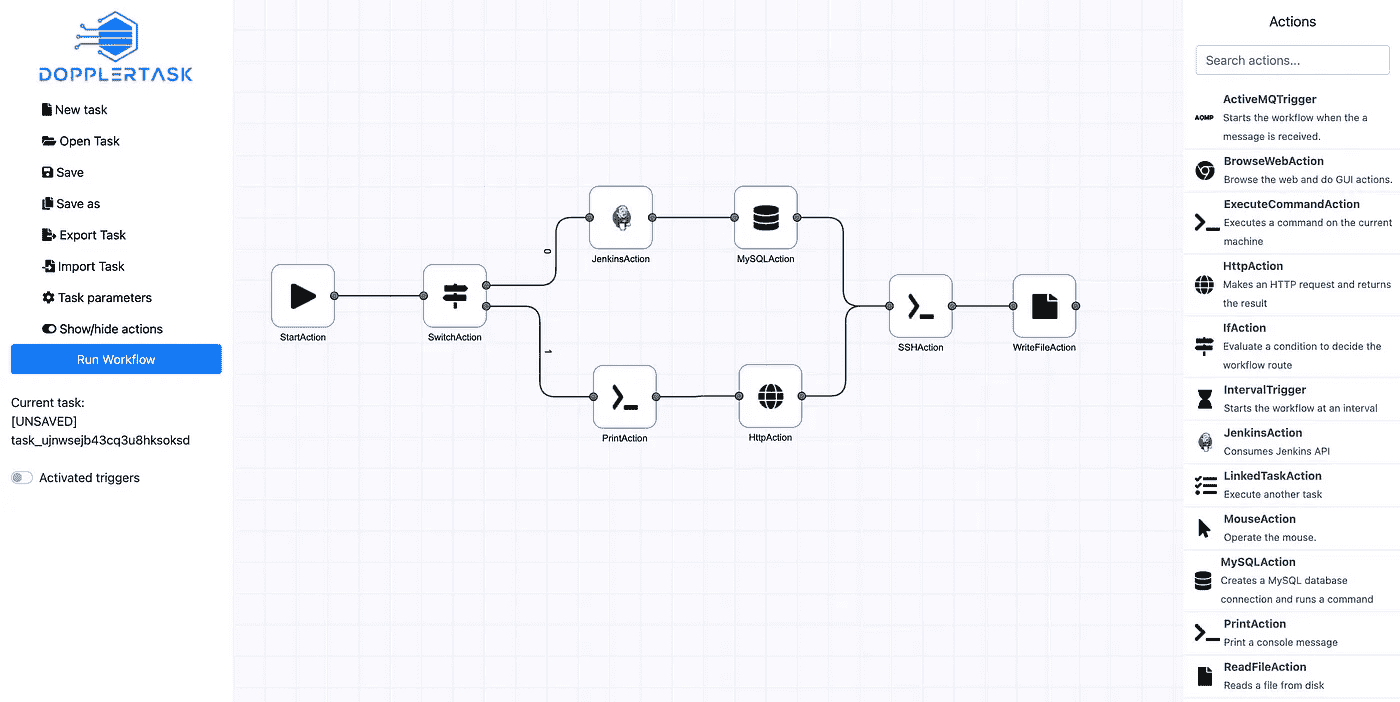 DOPPLERTASK
New task
Open Task
Save
Save as
Export Task
Import Task
Task parameters
Show/hide actions
Run Workflow
Current task:
[UNSAVED]
task_ujnwsejb43cq3u8hksoksd
Activated triggers
StartAction
SwitchAction
0
1
JenkinsAction
MySQLAction
PrintAction
HttpAction
SSHAction
WriteFileAction
Actions
Search actions...
ActiveMQTrigger
Starts the workflow when the a
message is received.
BrowseWebAction
Browse the web and do GUI actions.
ExecuteCommandAction
Executes a command on the current
machine
HttpAction
Makes an HTTP request and returns
the result
IfAction
Evaluate a condition to decide the
workflow route
IntervalTrigger
Starts the workflow at an interval
JenkinsAction
Consumes Jenkins API
LinkedTaskAction
Execute another task
MouseAction
Operate the mouse.
MySQLAction
Creates a MySQL database
connection and runs a command
PrintAction
Print a console message
ReadFileAction
Reads a file from disk